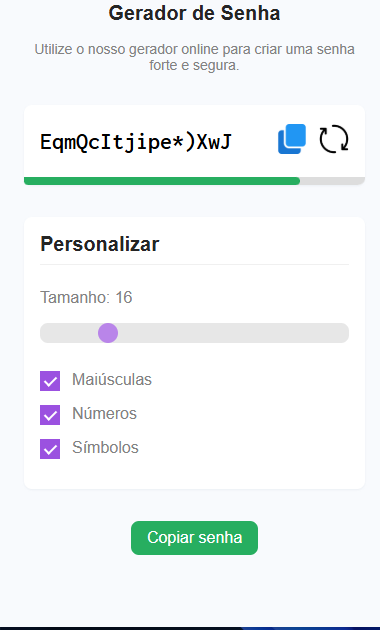 Gerador de Senha
Utilize o nosso gerador online para criar uma senha
forte e segura.
EqmQcItjipe*)XwJ
Personalizar
Tamanho: 16
Maiúsculas
Números
Símbolos
Copiar senha